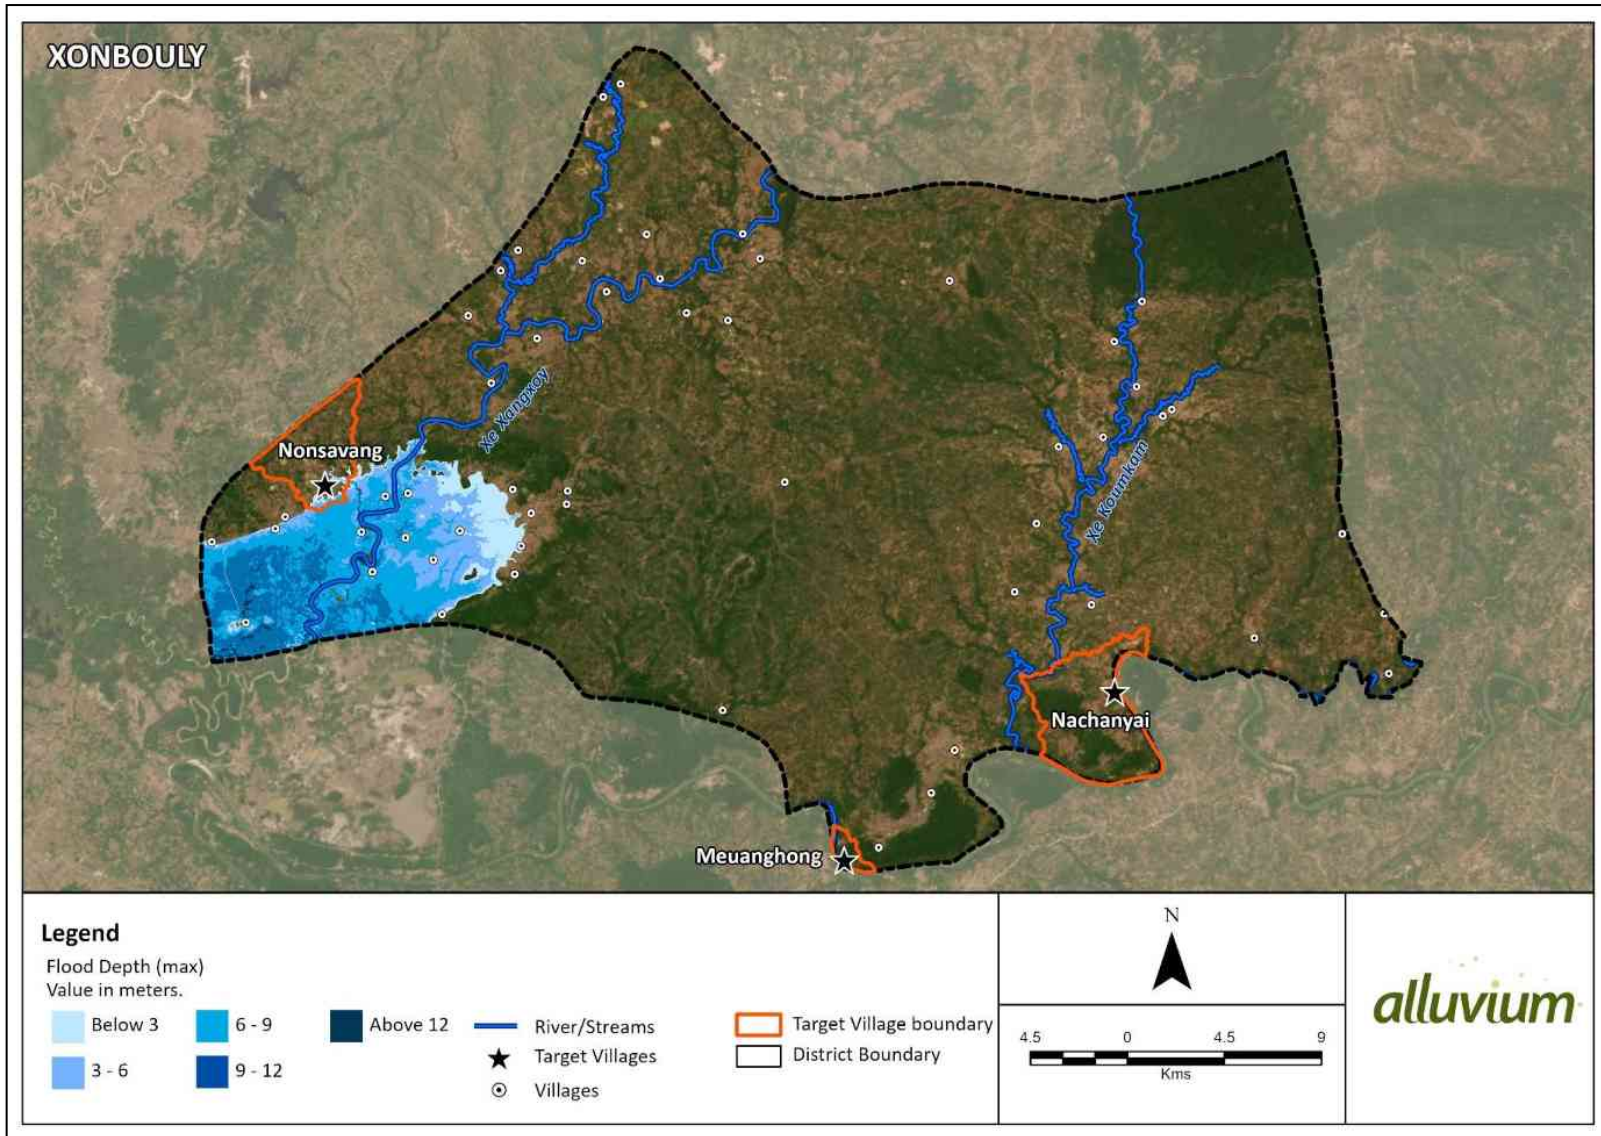 XONBOULY
Xe Xangxoy
Nonsavang
Xe Koumkam
Nachanyai
Meuanghong
Legend
Flood Depth (max)
Value in meters.
Below 3
6 - 9
Above 12
3 - 6
9 - 12
River/Streams
Target Villages
Villages
Target Village boundary
District Boundary
N
4.5 0 4.5 9
Kms
alluvium